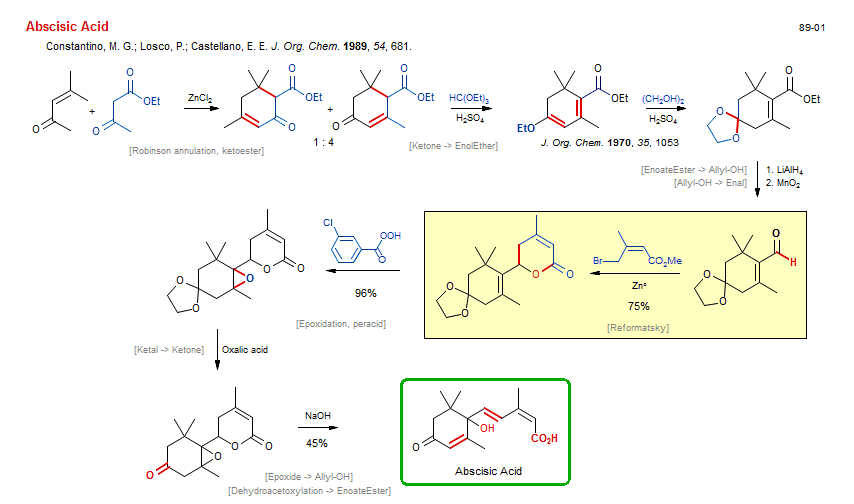 Abscisic Acid
89-01
Constantino, M. G.; Losco, P.; Castellano, E. E. J. Org. Chem. 1989, 54, 681.
O
+
O
O
OEt
ZnCl₂
O
OEt
O
+
O
O
OEt
HC(OEt)₃
H₂SO₄
EtO
O
OEt
(CH₂OH)₂
H₂SO₄
O
O
O
OEt
1 : 4
[Robinson annulation, ketoester]
[Ketone -> EnolEther]
J. Org. Chem. 1970, 35, 1053
[EnoateEster -> Allyl-OH]
[Allyl-OH -> Enal]
1. LiAlH₄
2. MnO₂
O
O
O
O
O
Cl
OOH
O
96%
[Epoxidation, peracid]
O
O
O
O
Br
CO₂Me
Zn°
75%
[Reformatsky]
O
O
O
H
[Ketal -> Ketone]
Oxalic acid
O
O
O
O
NaOH
45%
[Epoxide -> Allyl-OH]
[Dehydroacetoxylation -> EnoateEster]
O
OH
CO₂H
Abscisic Acid